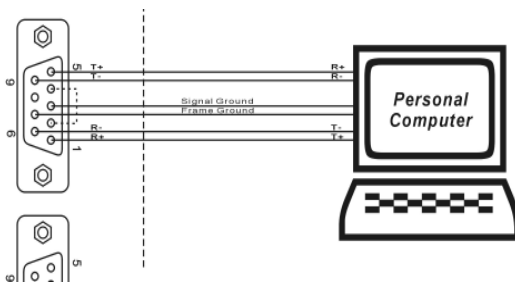 5 T+ R+
9 T- R-
Signal Ground
Frame Ground
6 R- T-
1 R+ T+
Personal
Computer
5
9